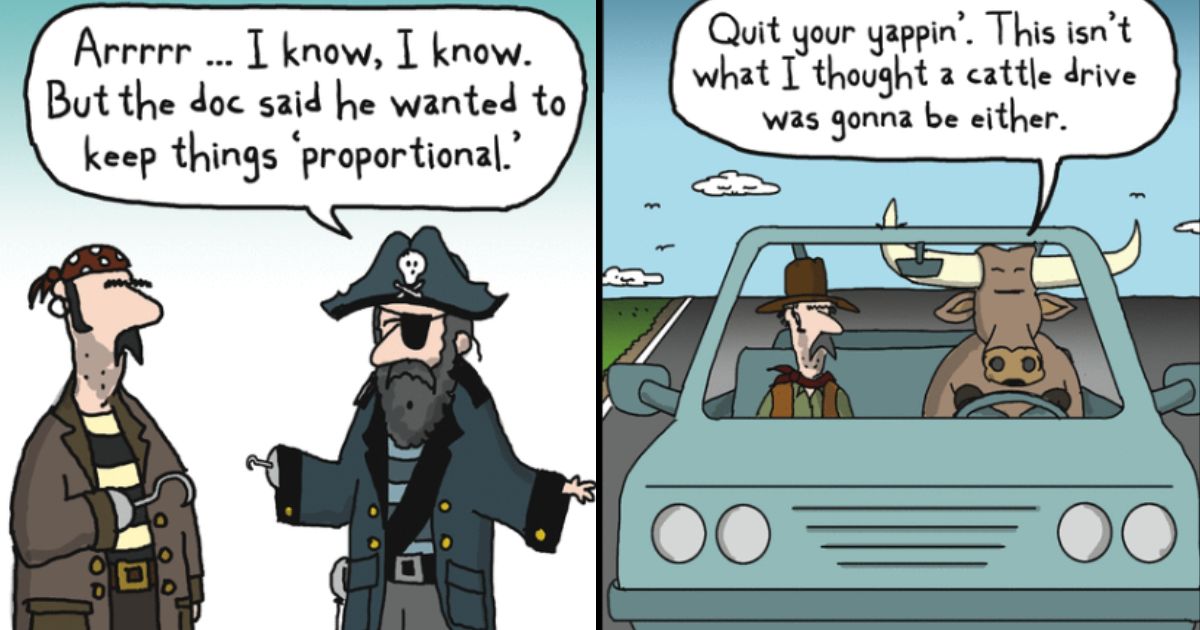 Arrrrr ... I know, I know.
But the doc said he wanted to
keep things ‘proportional.’
Quit your yappin’. This isn’t
what I thought a cattle drive
was gonna be either.